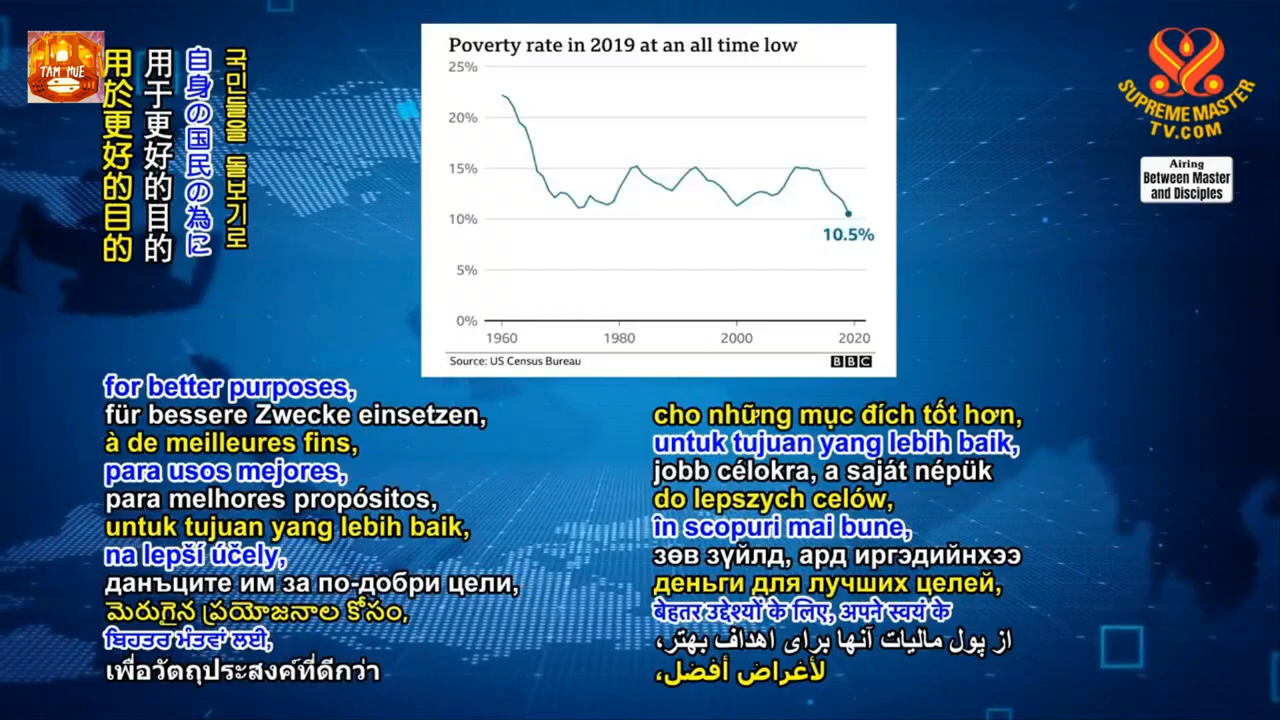 TAM HUE
用於更好的目的
用于更好的目的
自身の国民の為に
국민들을 돌보기로
Poverty rate in 2019 at an all time low
25%
20%
15%
10%
5%
0%
10.5%
1960
1980
2000
2020
Source: US Census Bureau
BBC
SUPREME MASTER
TV.COM
Airing
Between Master
and Disciples
for better purposes,
für bessere Zwecke einsetzen,
à de meilleures fins,
para usos mejores,
para melhores propósitos,
untuk tujuan yang lebih baik,
na lepší účely,
данъците им за по-добри цели,
మెరుగైన ప్రయోజనాల కోసం,
ਬਿਹਤਰ ਮੰਤਵਾਂ ਲਈ,
เพื่อวัตถุประสงค์ที่ดีกว่า
cho những mục đích tốt hơn,
untuk tujuan yang lebih baik,
jobb célokra, a saját népük
do lepszych celów,
în scopuri mai bune,
зөв зүйлд, ард иргэдийнхээ
деньги для лучших целей,
बेहतर उद्देश्यों के लिए, अपने स्वयं के
از پول مالیات آنها برای اهداف بهتر،
لأغراض أفضل،